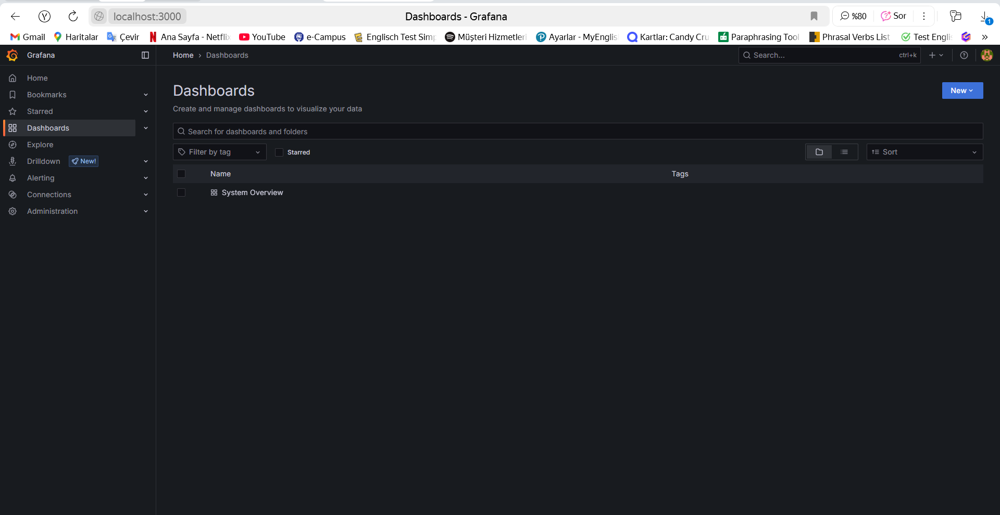 localhost:3000
Dashboards - Grafana
%80
Sor
1
Gmail
Haritalar
Çevir
Ana Sayfa - Netflix
YouTube
e-Campus
Englisch Test Simp
Müşteri Hizmetleri
Ayarlar - MyEnglis
Kartlar: Candy Cru
Paraphrasing Tool
Phrasal Verbs List
Test Englis
Grafana
Home › Dashboards
Search...
ctrl+k
Home
Bookmarks
Starred
Dashboards
Explore
Drilldown New!
Alerting
Connections
Administration
Dashboards
New
Create and manage dashboards to visualize your data
Search for dashboards and folders
Filter by tag
Starred
Sort
Name Tags
System Overview